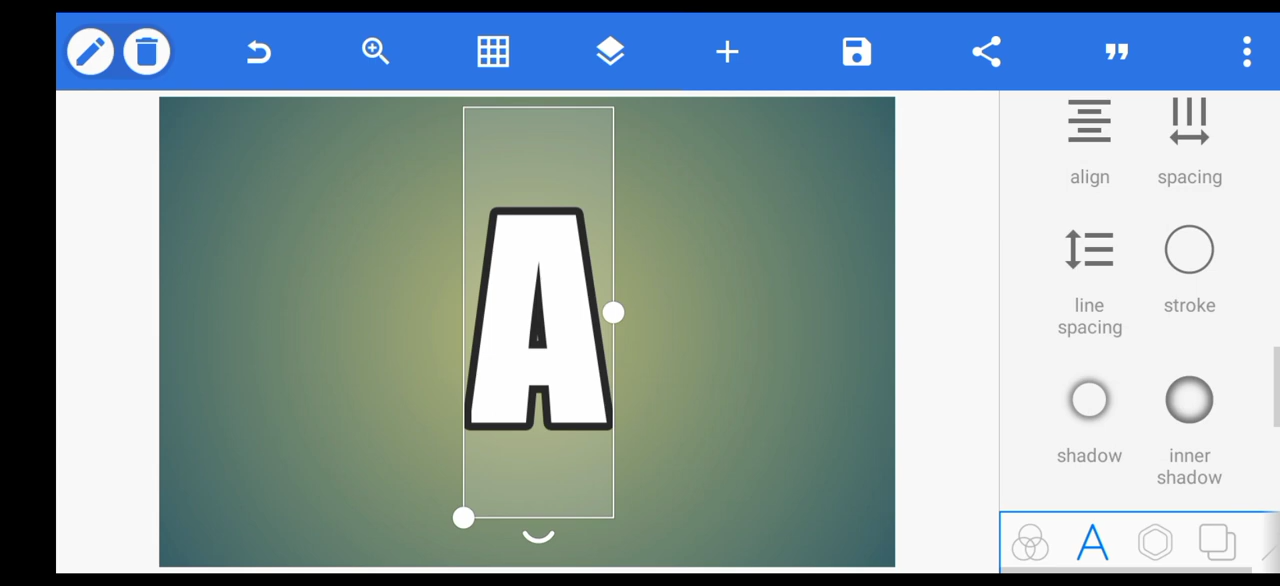 A
align
spacing
line
spacing
stroke
shadow
inner
shadow